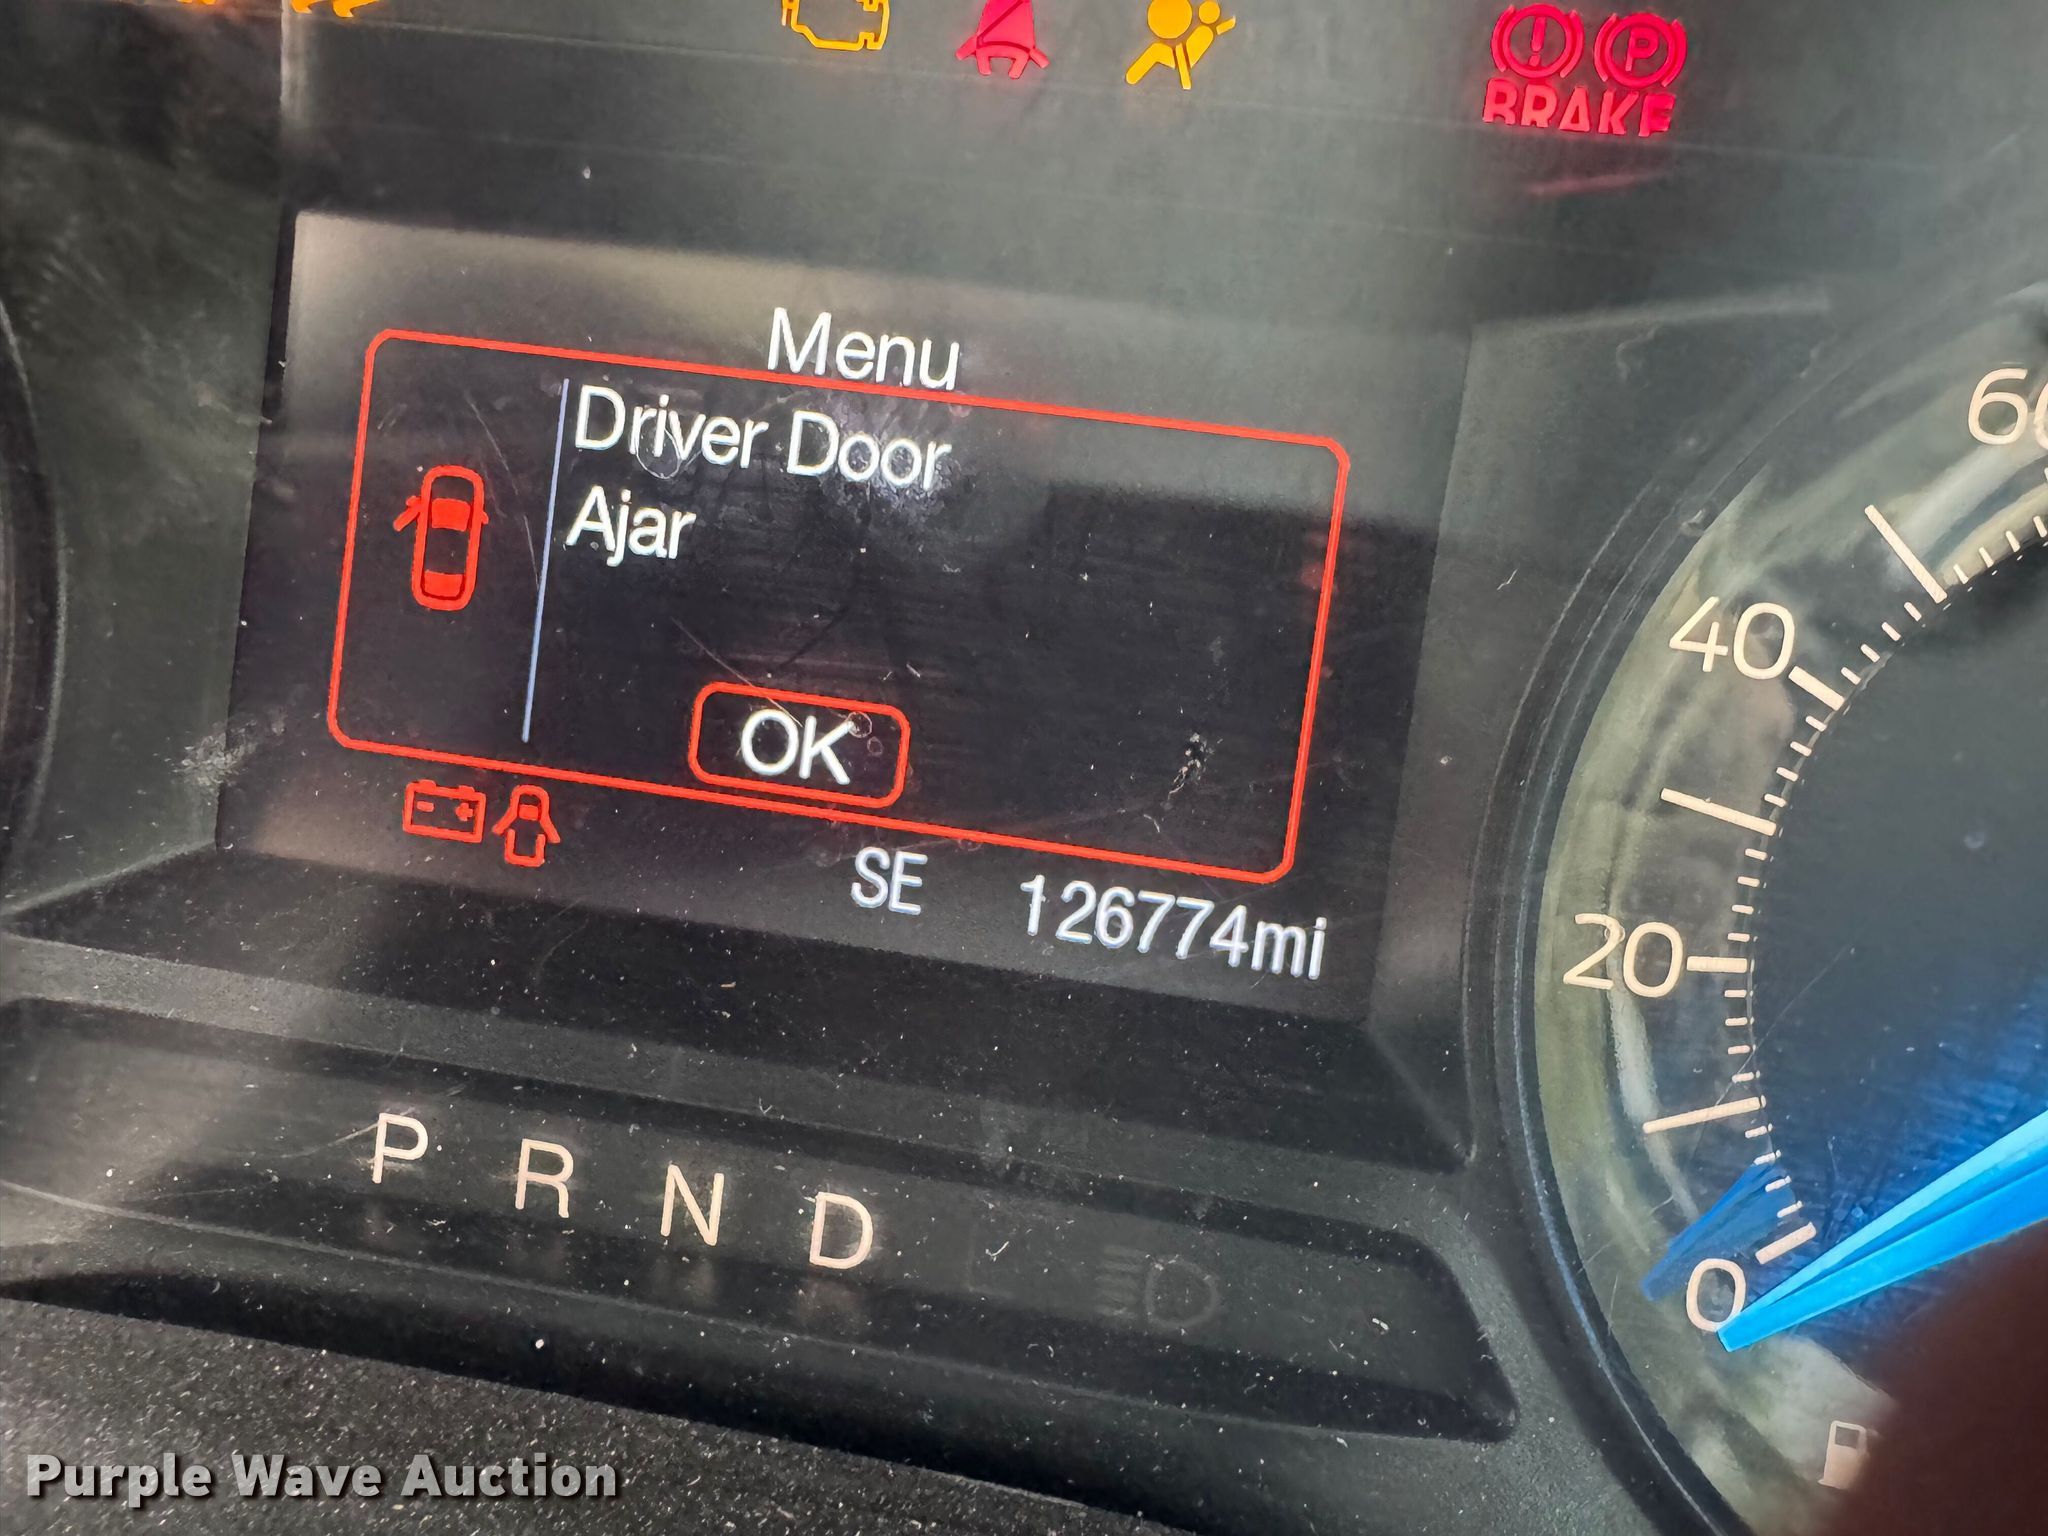 P
BRAKE
Menu
Driver Door
Ajar
OK
SE 126774mi
60
40
20
0
P R N D
Purple Wave Auction